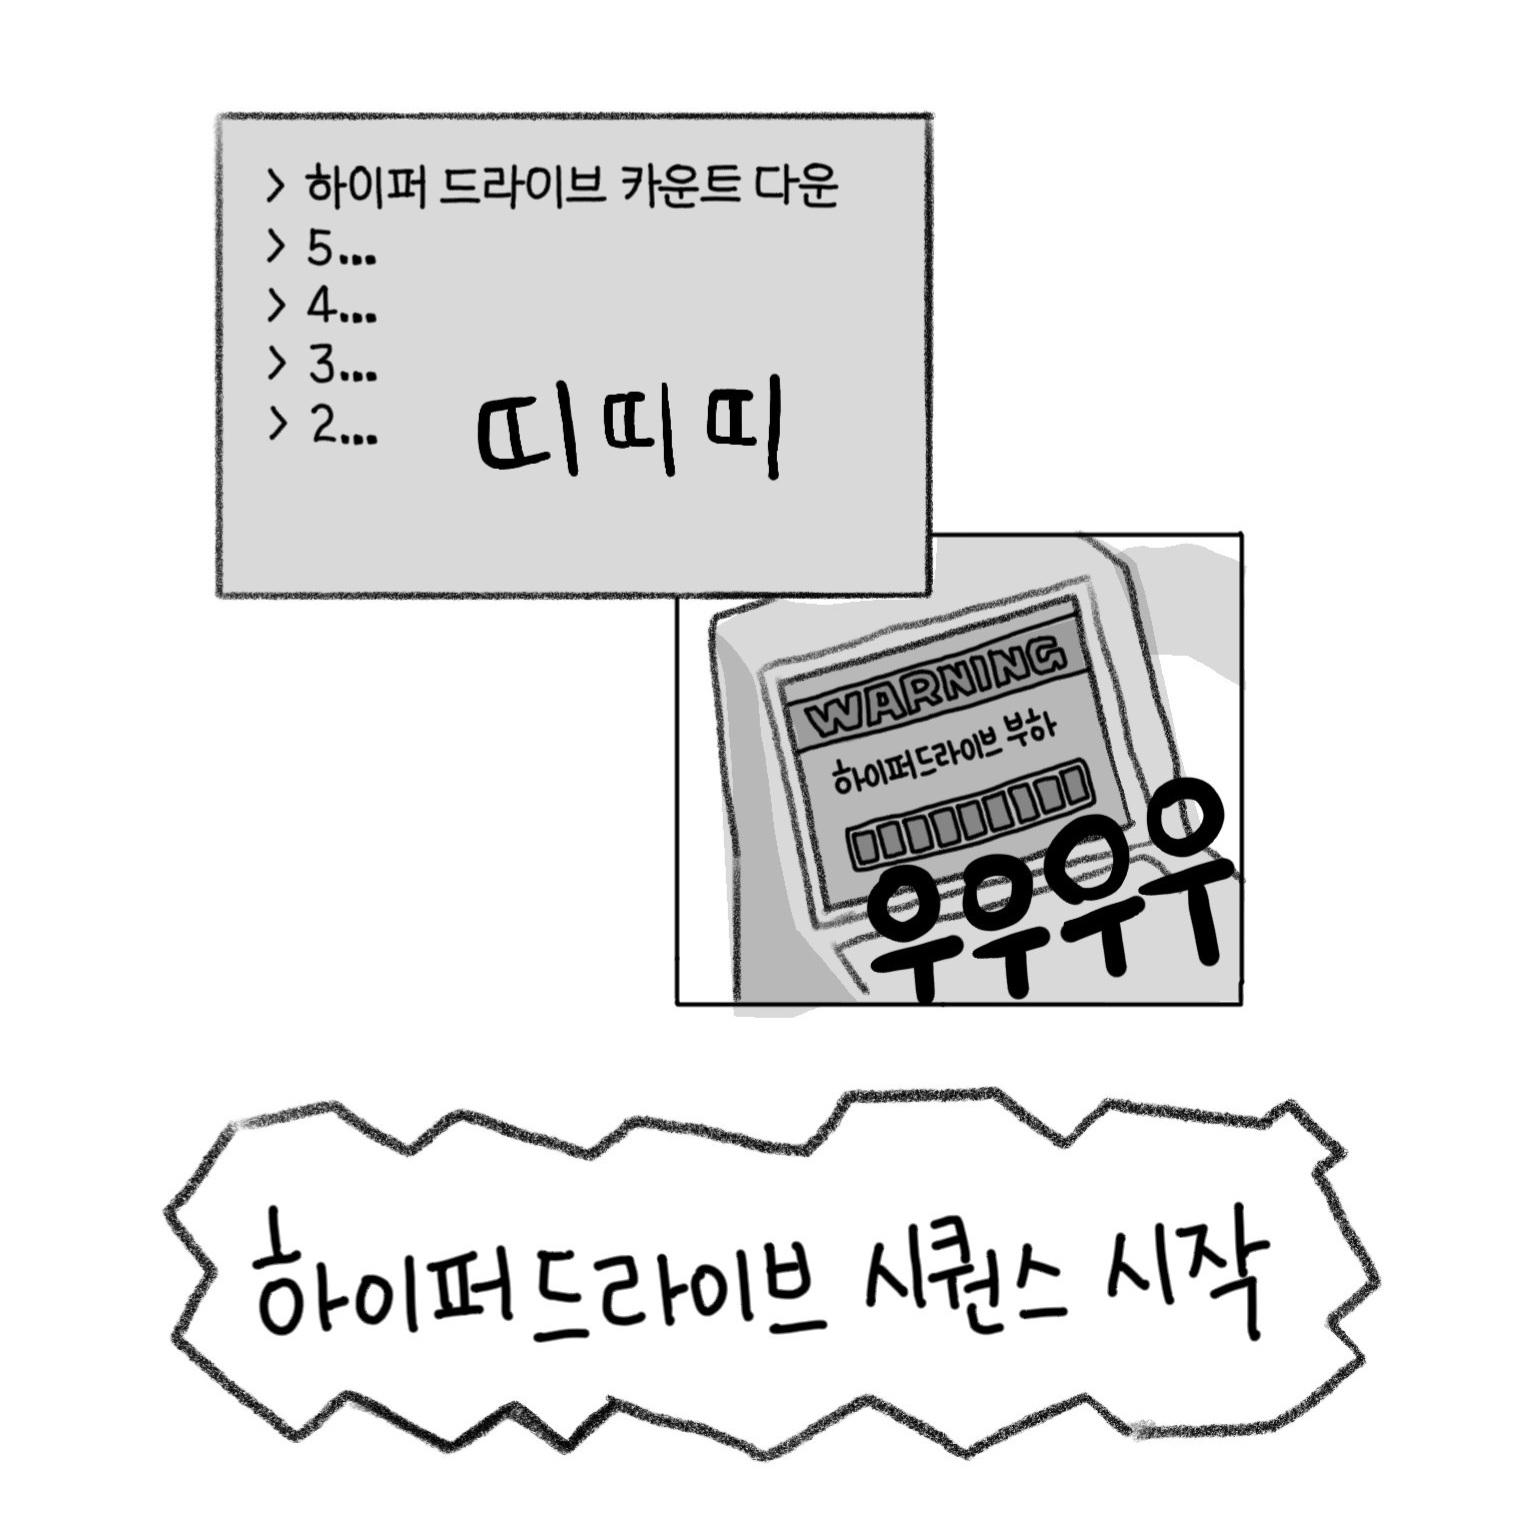 > 하이퍼 드라이브 카운트 다운
> 5...
> 4...
> 3...
> 2...
띠띠띠
WARNING
하이퍼드라이브 부하
우우우우
하이퍼드라이브 시퀀스 시작